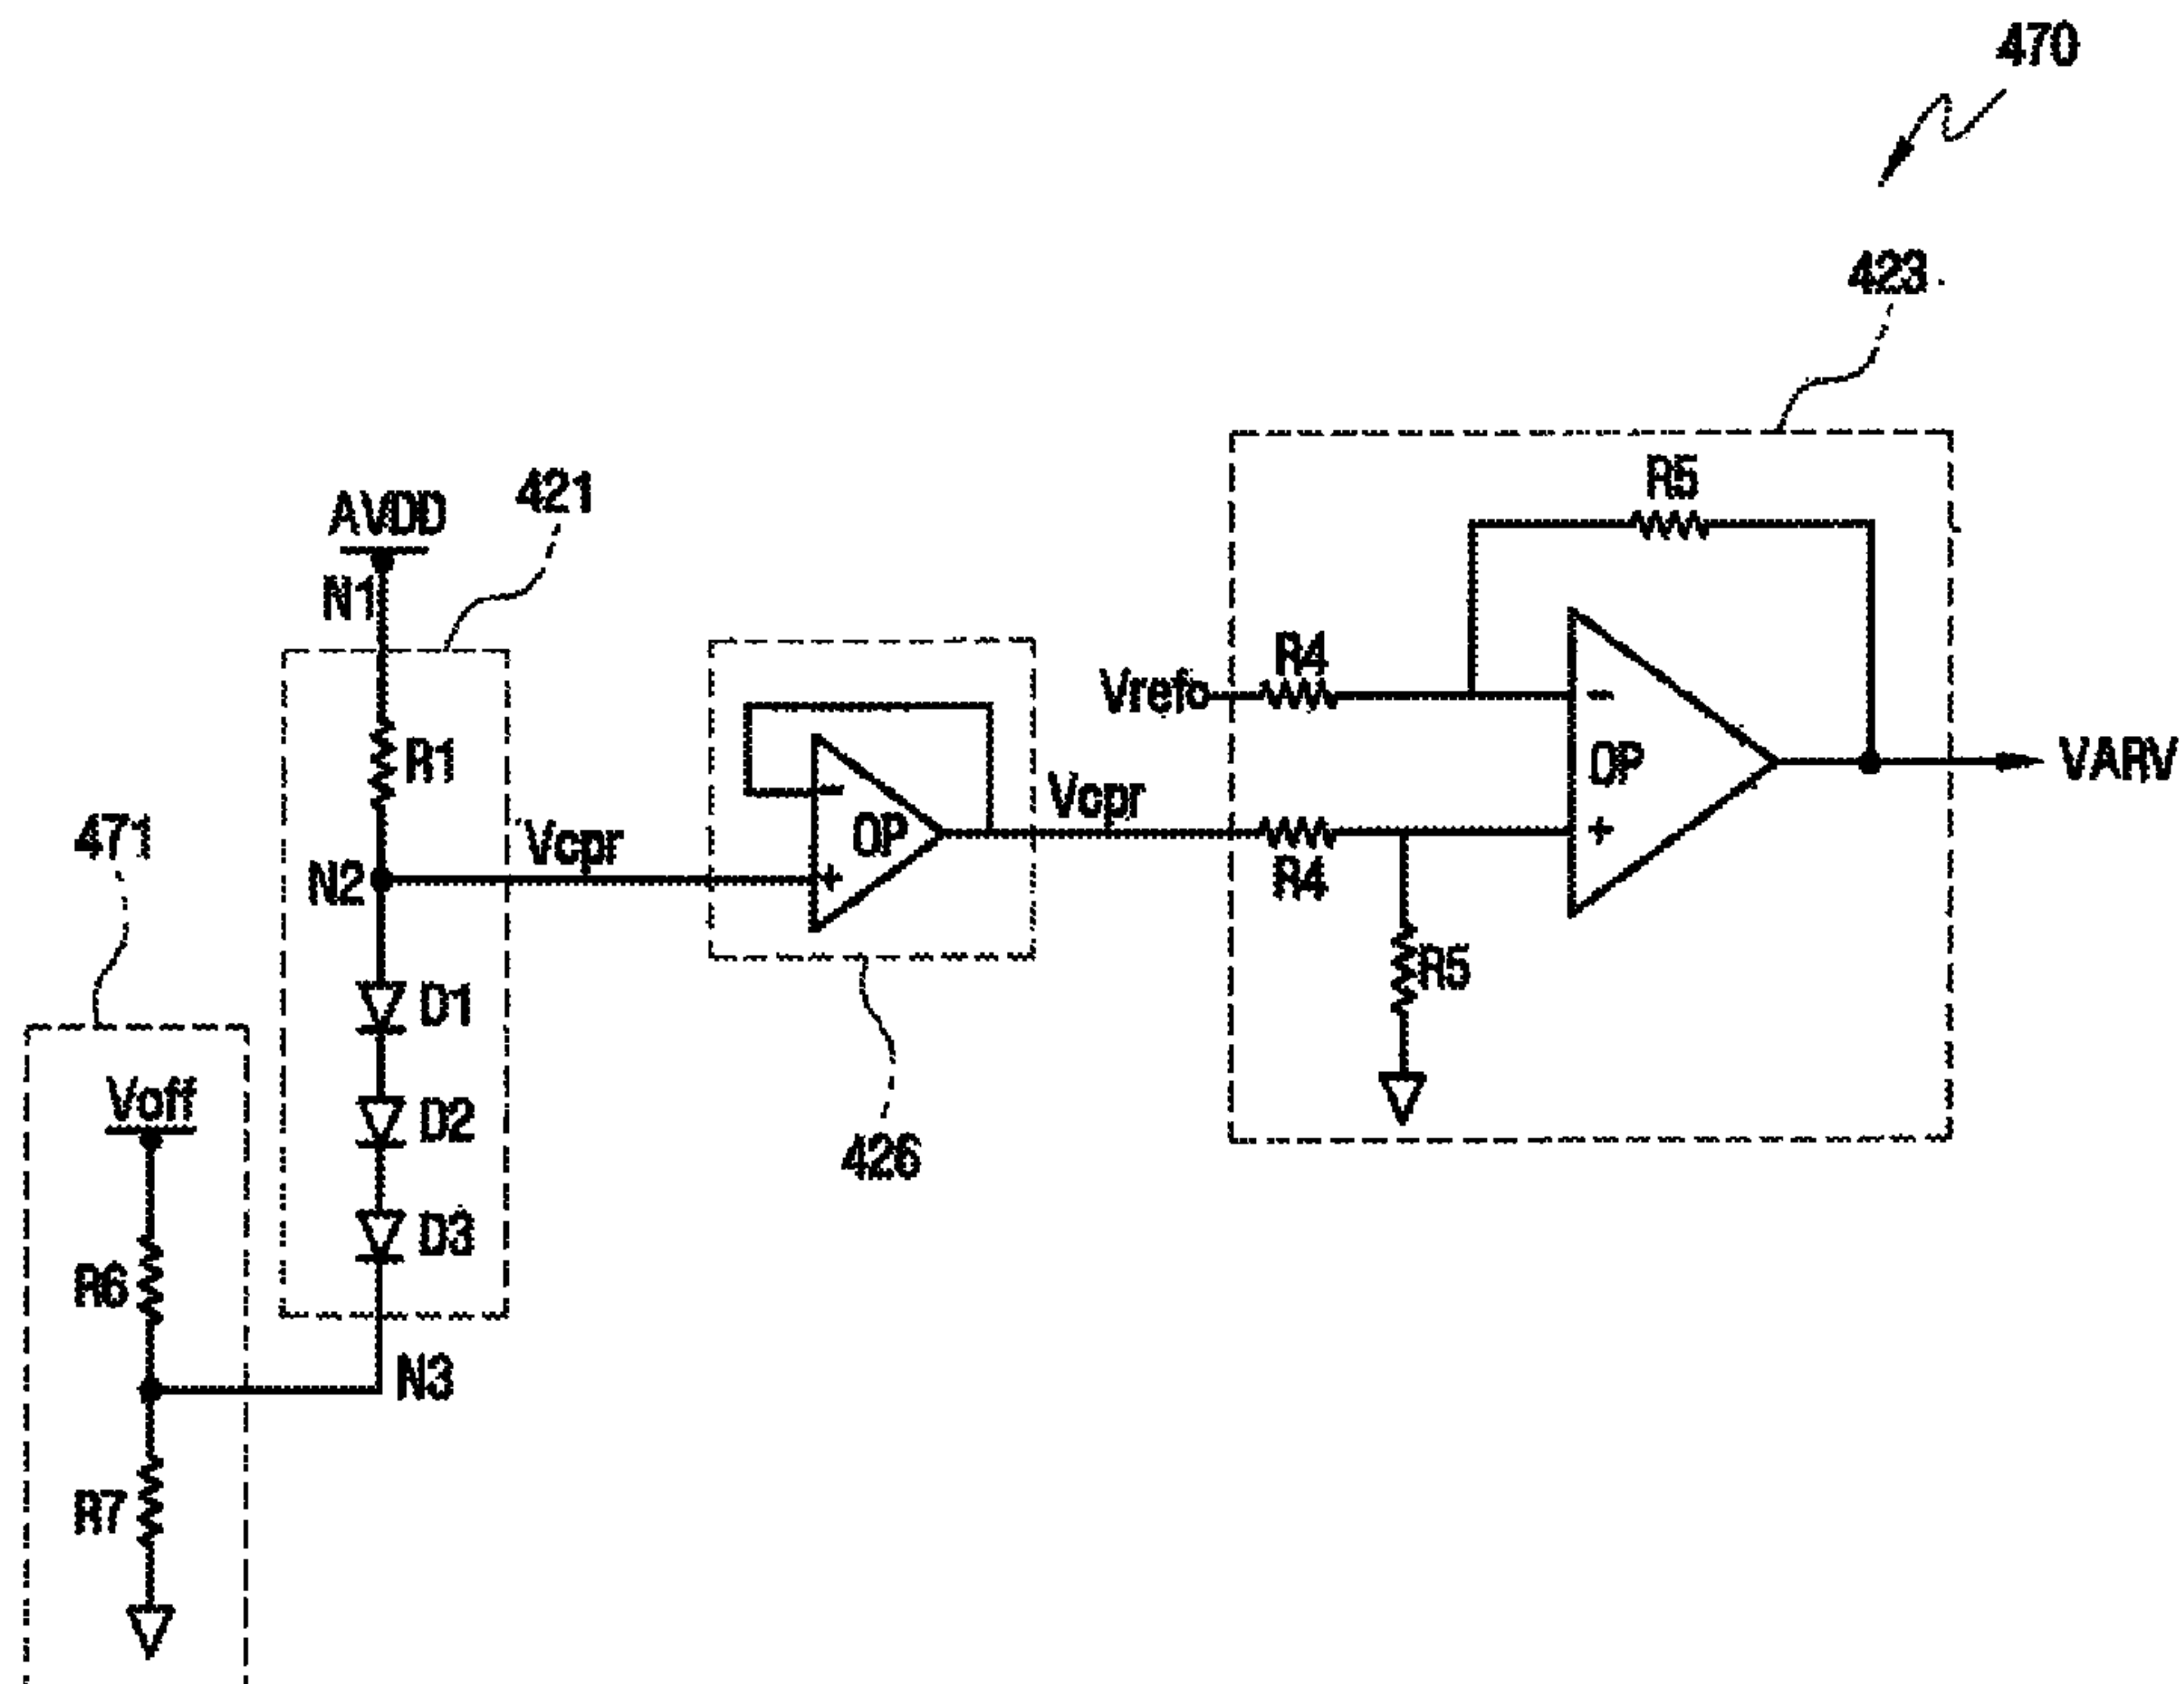 470
423
R5
421
AVDD
N1
R4
Vref
-
R1
OP
VARV
471
Vcpr
Vcpr
-
OP
+
N2
+
R4
R5
D1
Voff
D2
426
D3
R6
N3
R7